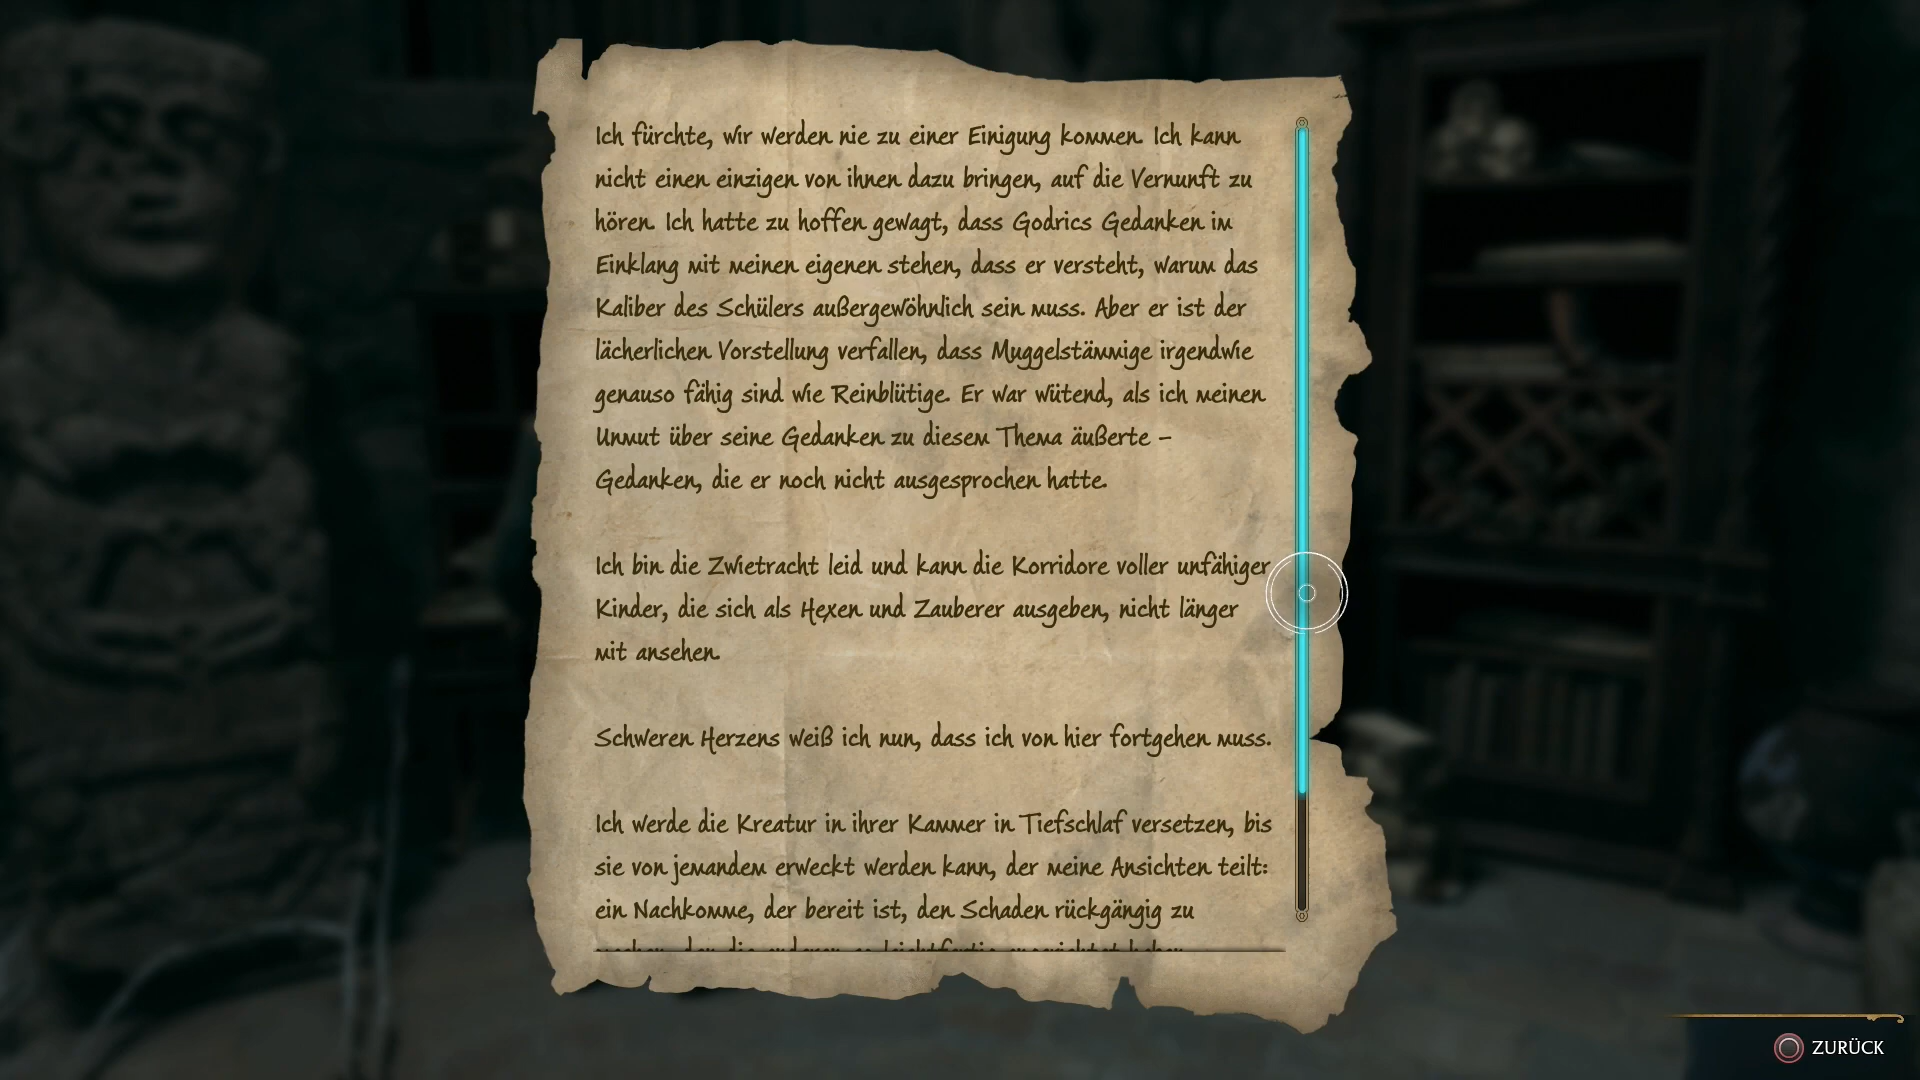 Ich fürchte, wir werden nie zu einer Einigung kommen. Ich kann
nicht einen einzigen von ihnen dazu bringen, auf die Vernunft zu
hören. Ich hatte zu hoffen gewagt, dass Godrics Gedanken im
Einklang mit meinen eigenen stehen, dass er versteht, warum das
Kaliber des Schülers außergewöhnlich sein muss. Aber er ist der
lächerlichen Vorstellung verfallen, dass Muggelstämmige irgendwie
genauso fähig sind wie Reinblütige. Er war wütend, als ich meinen
Unmut über seine Gedanken zu diesem Thema äußerte –
Gedanken, die er noch nicht ausgesprochen hatte.
Ich bin die Zwietracht leid und kann die Korridore voller unfähiger
Kinder, die sich als Hexen und Zauberer ausgeben, nicht länger
mit ansehen.
Schweren Herzens weiß ich nun, dass ich von hier fortgehen muss.
Ich werde die Kreatur in ihrer Kammer in Tiefschlaf versetzen, bis
sie von jemandem erweckt werden kann, der meine Ansichten teilt:
ein Nachkomme, der bereit ist, den Schaden rückgängig zu
ZURÜCK